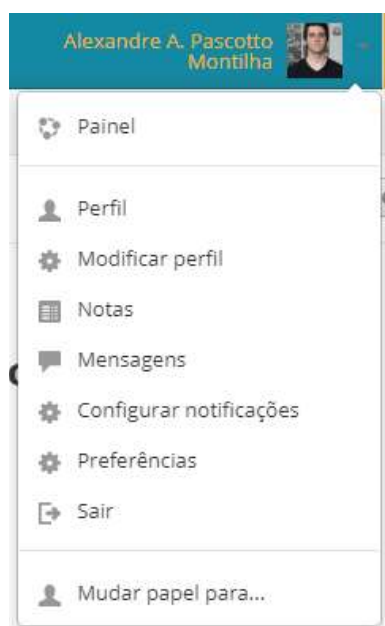 Alexandre A. Pascotto
Montilha
Painel
Perfil
Modificar perfil
Notas
Mensagens
Configurar notificações
Preferências
Sair
Mudar papel para...